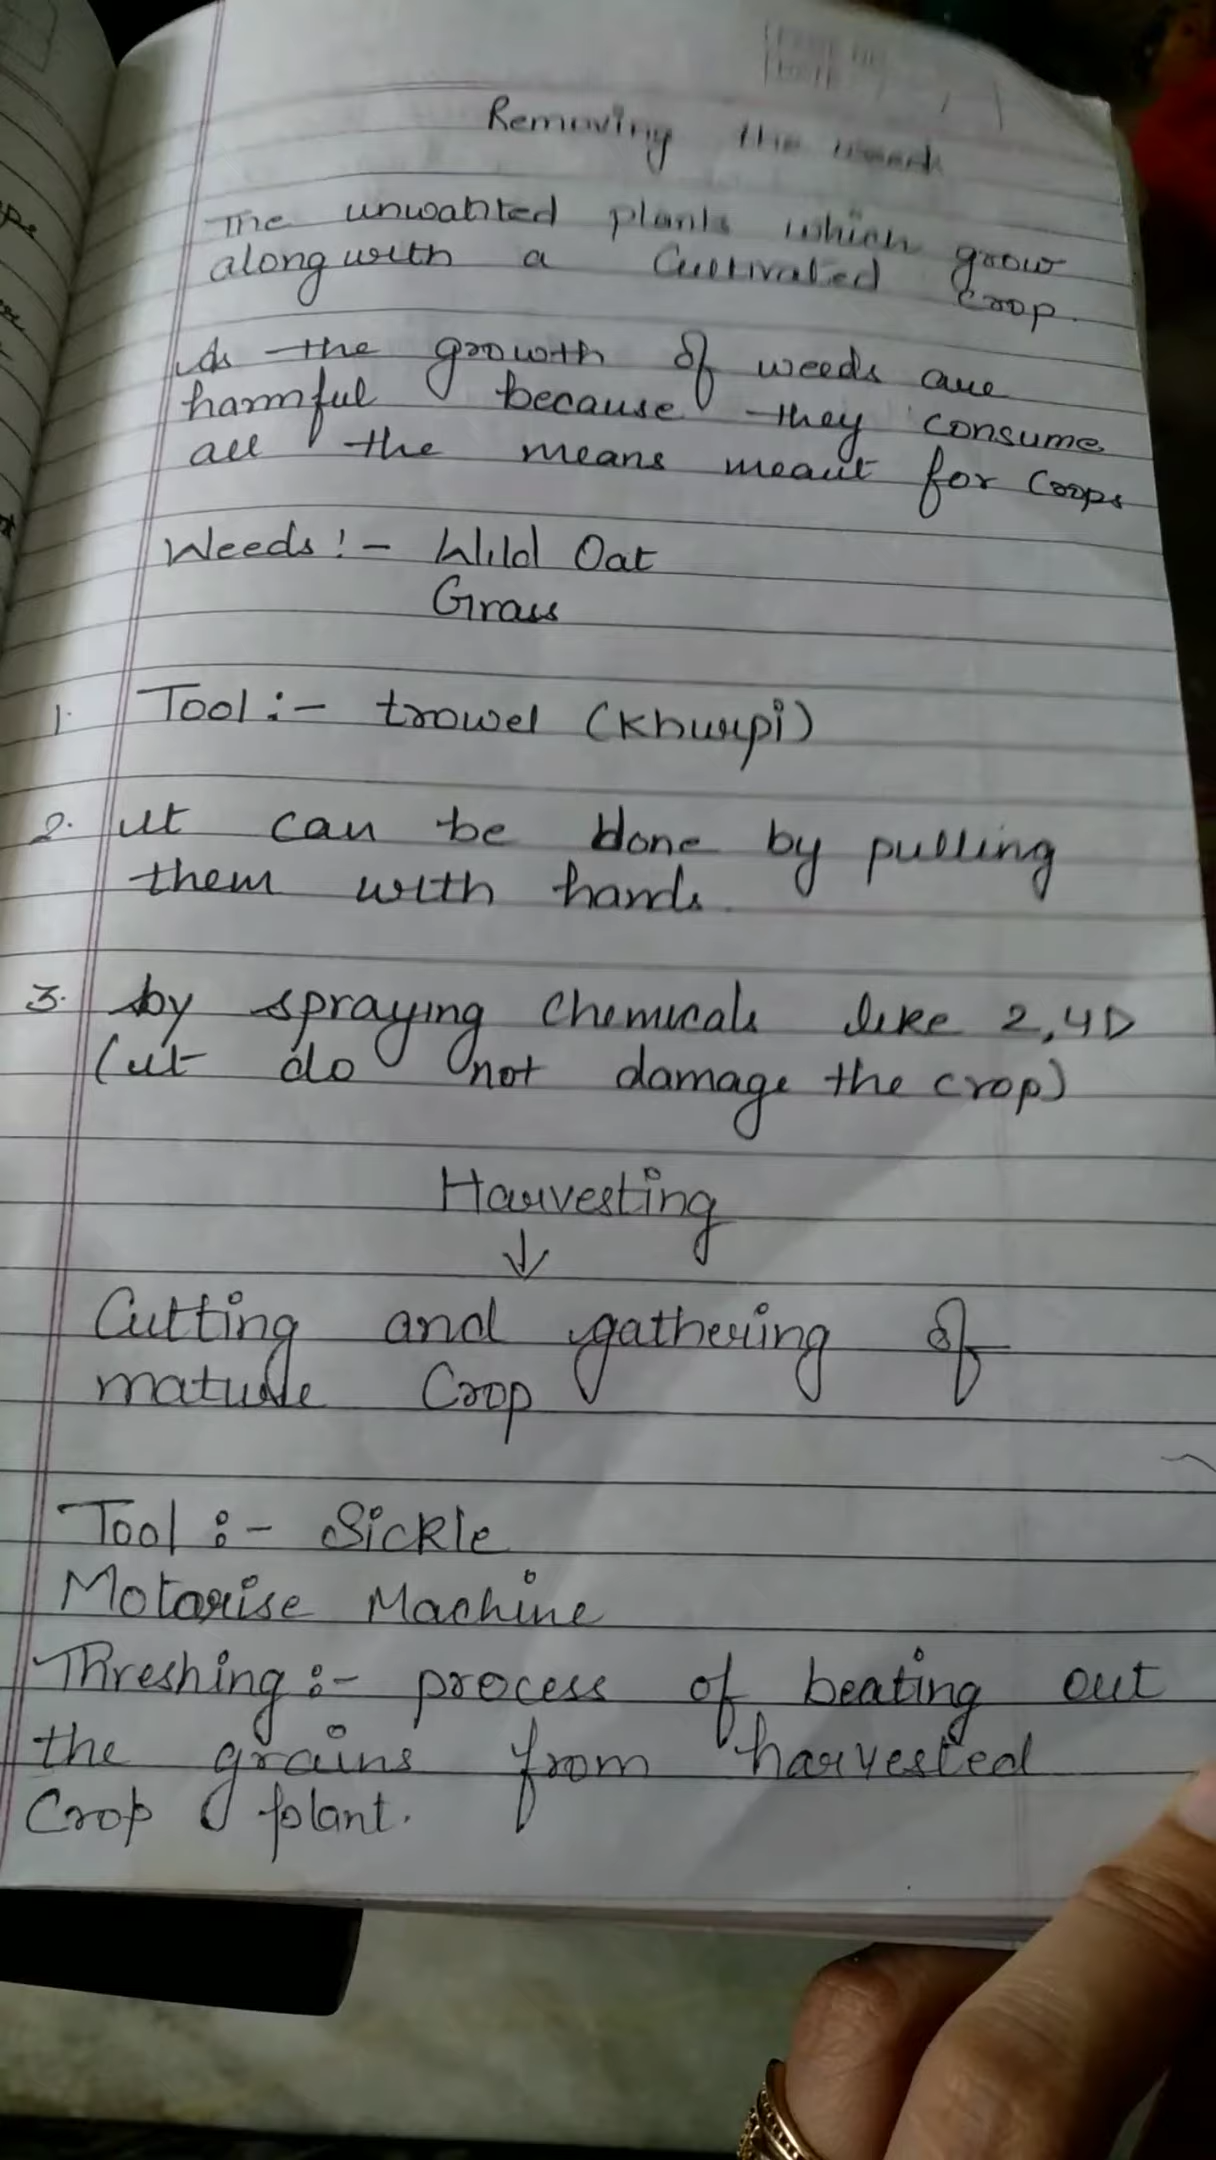 Removing the weeds
The unwanted plants which grow
alongwith a Cultivated crop.
As the growth of weeds are
harmful because they consume
all the means meant for Crops
Weeds :- Wild Oat
Grass
1. Tool :- trowel (Khurpi)
2. It can be done by pulling
them with hands.
3. by spraying chemicals like 2,4D
(it do not damage the crop)
Harvesting
↓
Cutting and gathering of
mature Crop
Tool :- Sickle
Motorise Machine
Threshing :- process of beating out
the grains from harvested
Crop plant.